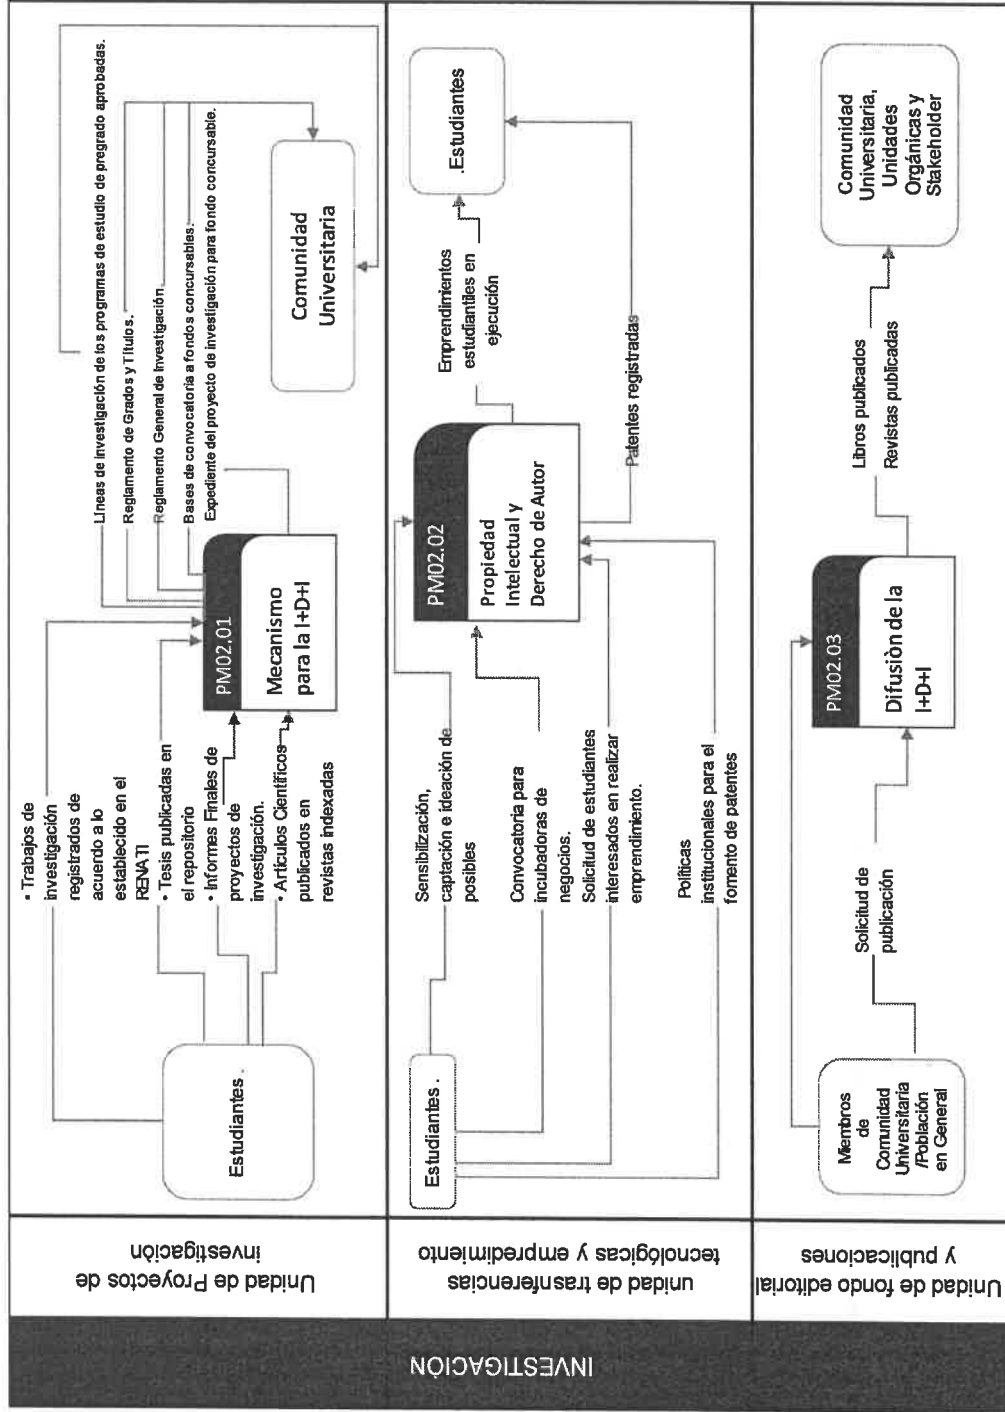 INVESTIGACIÓN
Unidad de Proyectos de
investigación
Estudiantes .
• Trabajos de
investigación
registrados de
acuerdo a lo
establecido en el
RENATI
• Tesis publicadas en
el repositorio
• Informes Finales de
proyectos de
investigación.
• Artículos Científicos
publicados en
revistas indexadas
PM02.01
Mecanismo
para la I+D+I
Líneas de investigación de los programas de estudio de pregrado aprobadas.
Reglamento de Grados y Títulos.
Reglamento General de Investigación
Bases de convocatoria a fondos concursables.
Expediente del proyecto de investigación para fondo concursable.
Comunidad
Universitaria
unidad de trasnferencias
tecnológicas y empredimiento
Estudiantes .
Sensibilización,
captación e ideación de
posibles
Convocatoria para
incubadoras de
negocios.
Solicitud de estudiantes
interesados en realizar
emprendimiento.
Políticas
institucionales para el
fomento de patentes
PM02.02
Propiedad
Intelectual y
Derecho de Autor
Emprendimientos
estudiantiles en
ejecución
Patentes registradas
.Estudiantes
Unidad de fondo editorial
y publicaciones
Miembros
de
Comunidad
Universitaria
/Población
en General
Solicitud de
publicación
PM02.03
Difusiòn de la
I+D+I
Libros publicados
Revistas publicadas
Comunidad
Universitaria,
Unidades
Orgánicas y
Stakeholder